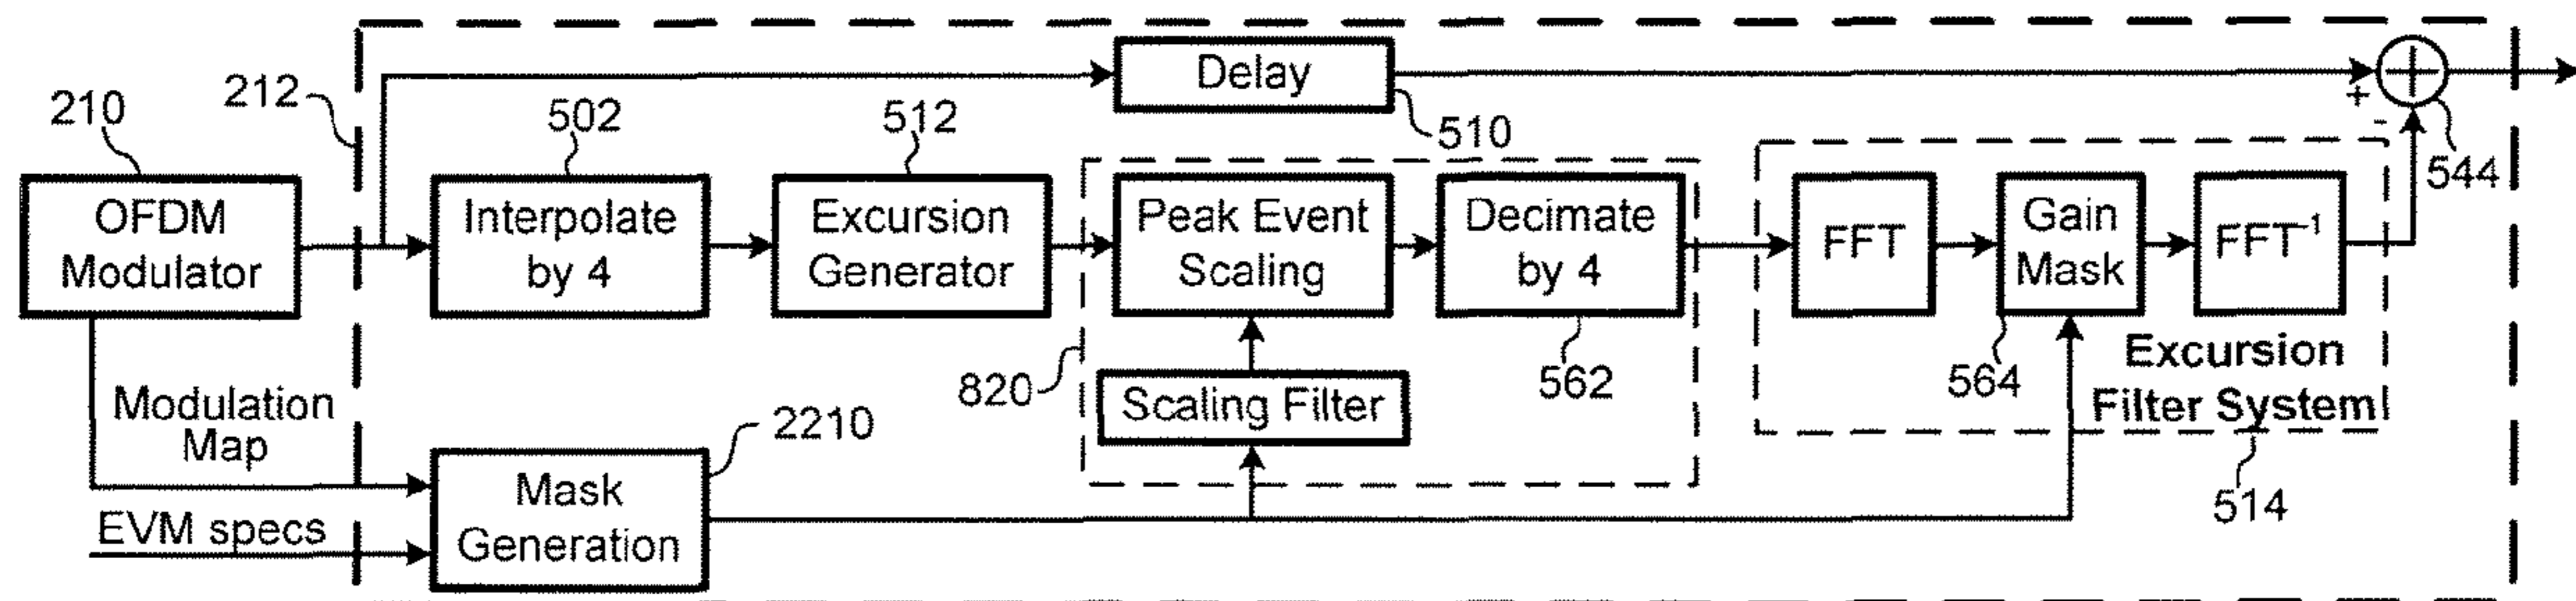 Delay
212
210
502
512
510
+
-
544
OFDM
Modulator
Interpolate
by 4
Excursion
Generator
Peak Event
Scaling
Decimate
by 4
FFT
Gain
Mask
FFT-1
820
562
564
Excursion
Filter System
514
Modulation
Map
Scaling Filter
2210
EVM specs
Mask
Generation